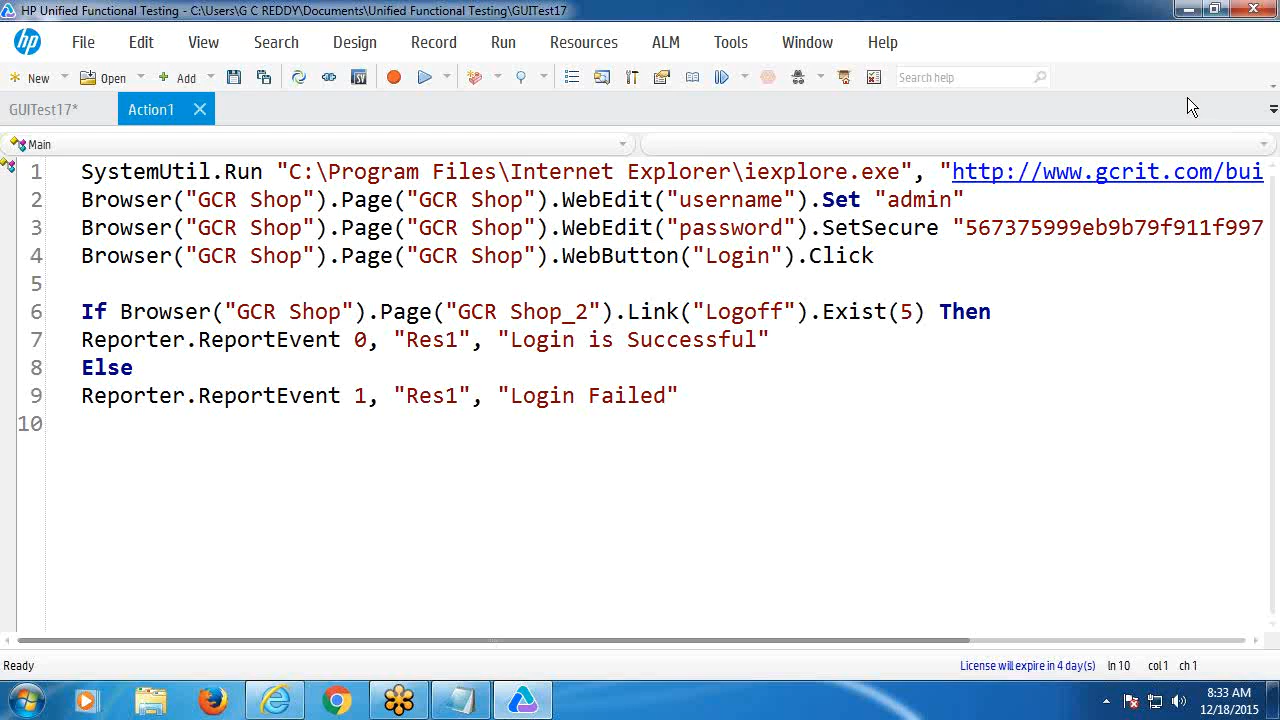 HP Unified Functional Testing - C:\Users\G C REDDY\Documents\Unified Functional Testing\GUITest17
hp File Edit View Search Design Record Run Resources ALM Tools Window Help
New Open Add Search help
GUITest17* Action1
Main
1 SystemUtil.Run "C:\Program Files\Internet Explorer\iexplore.exe", "http://www.gcrit.com/bui
2 Browser("GCR Shop").Page("GCR Shop").WebEdit("username").Set "admin"
3 Browser("GCR Shop").Page("GCR Shop").WebEdit("password").SetSecure "567375999eb9b79f911f997
4 Browser("GCR Shop").Page("GCR Shop").WebButton("Login").Click
5
6 If Browser("GCR Shop").Page("GCR Shop_2").Link("Logoff").Exist(5) Then
7 Reporter.ReportEvent 0, "Res1", "Login is Successful"
8 Else
9 Reporter.ReportEvent 1, "Res1", "Login Failed"
10
Ready License will expire in 4 day(s) ln 10 col 1 ch 1
8:33 AM
12/18/2015